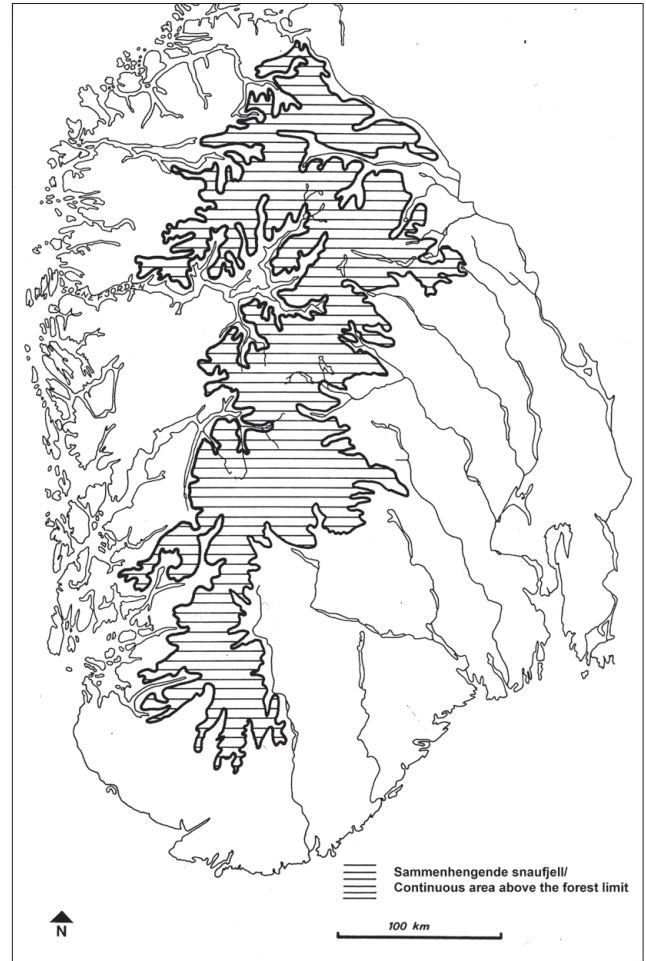 SOGNEFJORDEN
Sammenhengende snaufjell/
Continuous area above the forest limit
N
100 km